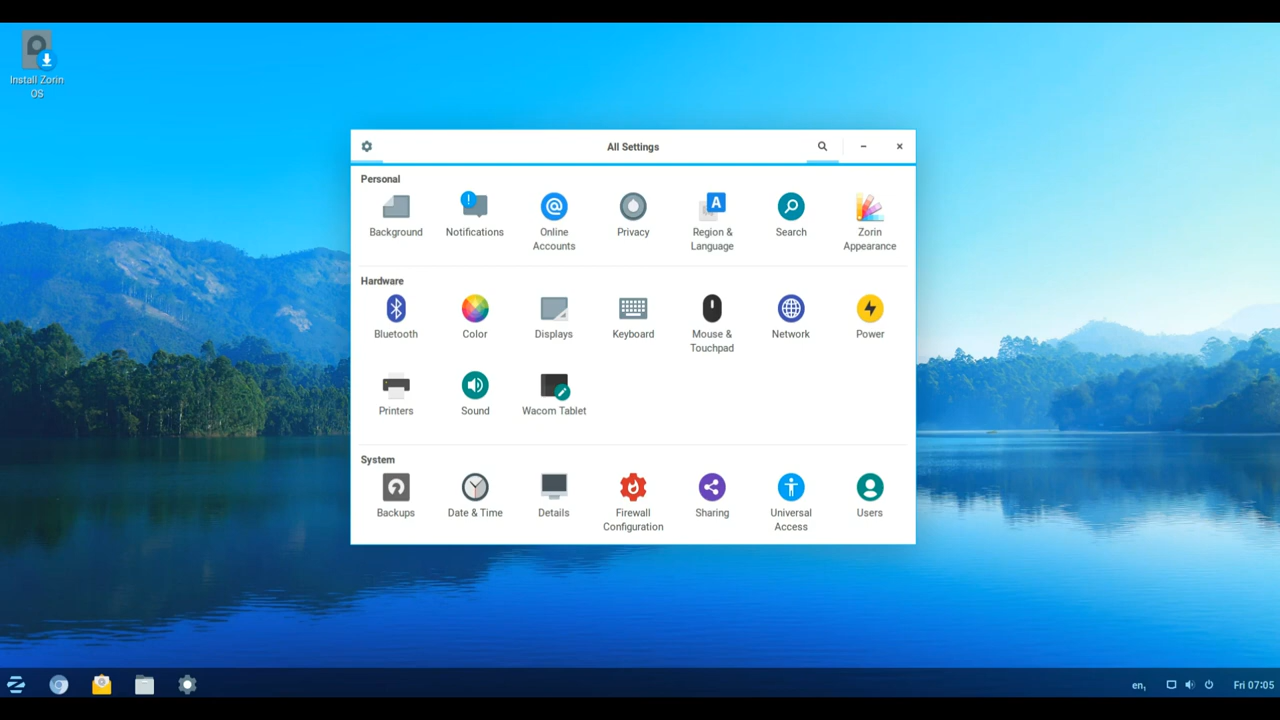 Install Zorin
OS
All Settings
Personal
Background
Notifications
Online
Accounts
Privacy
Region &
Language
Search
Zorin
Appearance
Hardware
Bluetooth
Color
Displays
Keyboard
Mouse &
Touchpad
Network
Power
Printers
Sound
Wacom Tablet
System
Backups
Date & Time
Details
Firewall
Configuration
Sharing
Universal
Access
Users
en₁
Fri 07:05